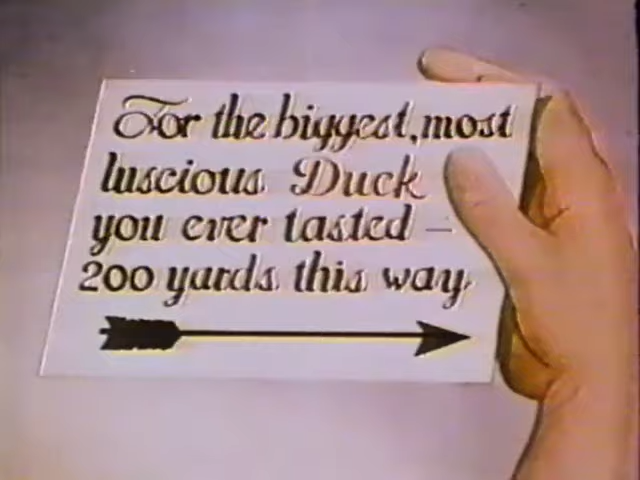 For the biggest, most
luscious Duck
you ever tasted —
200 yards this way